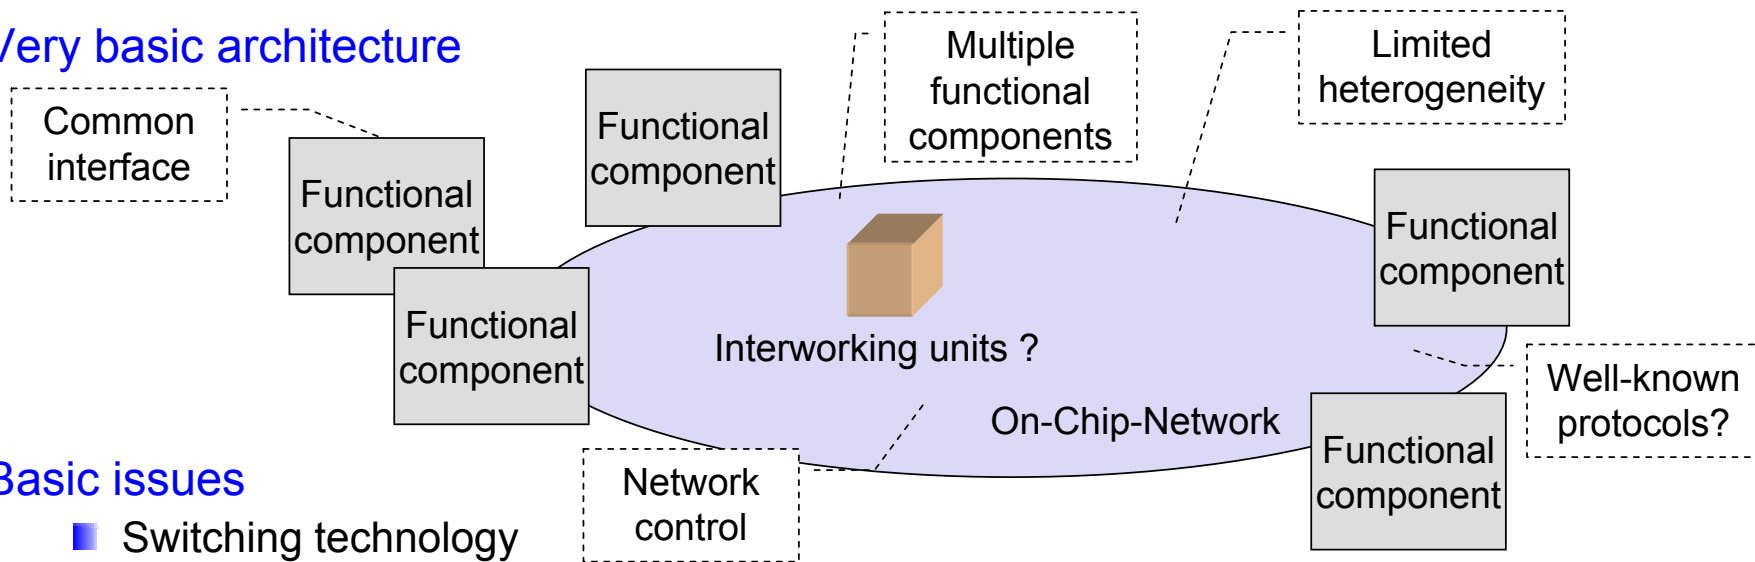 Very basic architecture
Common
interface
Functional
component
Functional
component
Functional
component
Multiple
functional
components
Limited
heterogeneity
Functional
component
Interworking units ?
Well-known
protocols?
On-Chip-Network
Functional
component
Network
control
Basic issues
Switching technology